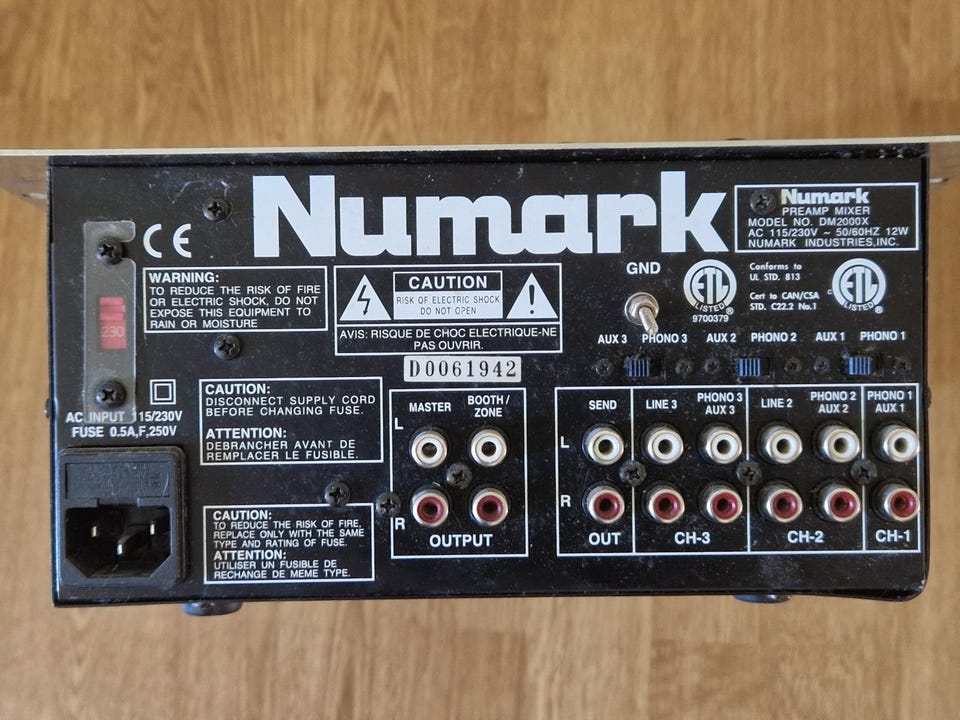 Numark
Numark
PREAMP MIXER
MODEL NO. DM2000X
AC 115/230V ~ 50/60HZ 12W
NUMARK INDUSTRIES,INC.
CE
WARNING:
TO REDUCE THE RISK OF FIRE
OR ELECTRIC SHOCK, DO NOT
EXPOSE THIS EQUIPMENT TO
RAIN OR MOISTURE
CAUTION
RISK OF ELECTRIC SHOCK
DO NOT OPEN
AVIS: RISQUE DE CHOC ELECTRIQUE-NE
PAS OUVRIR.
GND
ETL
LISTED
®
9700379
Conforms to
UL STD. 813
Cert to CAN/CSA
STD. C22.2 No.1
C
ETL
LISTED
®
230
AUX 3 PHONO 3 AUX 2 PHONO 2 AUX 1 PHONO 1
D0061942
AC INPUT 115/230V
FUSE 0.5A,F,250V
CAUTION:
DISCONNECT SUPPLY CORD
BEFORE CHANGING FUSE.
ATTENTION:
DEBRANCHER AVANT DE
REMPLACER LE FUSIBLE.
CAUTION:
TO REDUCE THE RISK OF FIRE,
REPLACE ONLY WITH THE SAME
TYPE AND RATING OF FUSE.
ATTENTION:
UTILISER UN FUSIBLE DE
RECHANGE DE MEME TYPE.
MASTER BOOTH/
ZONE
L
R
OUTPUT
SEND LINE 3 PHONO 3
AUX 3 LINE 2 PHONO 2
AUX 2 PHONO 1
AUX 1
L
R
OUT CH-3 CH-2 CH-1